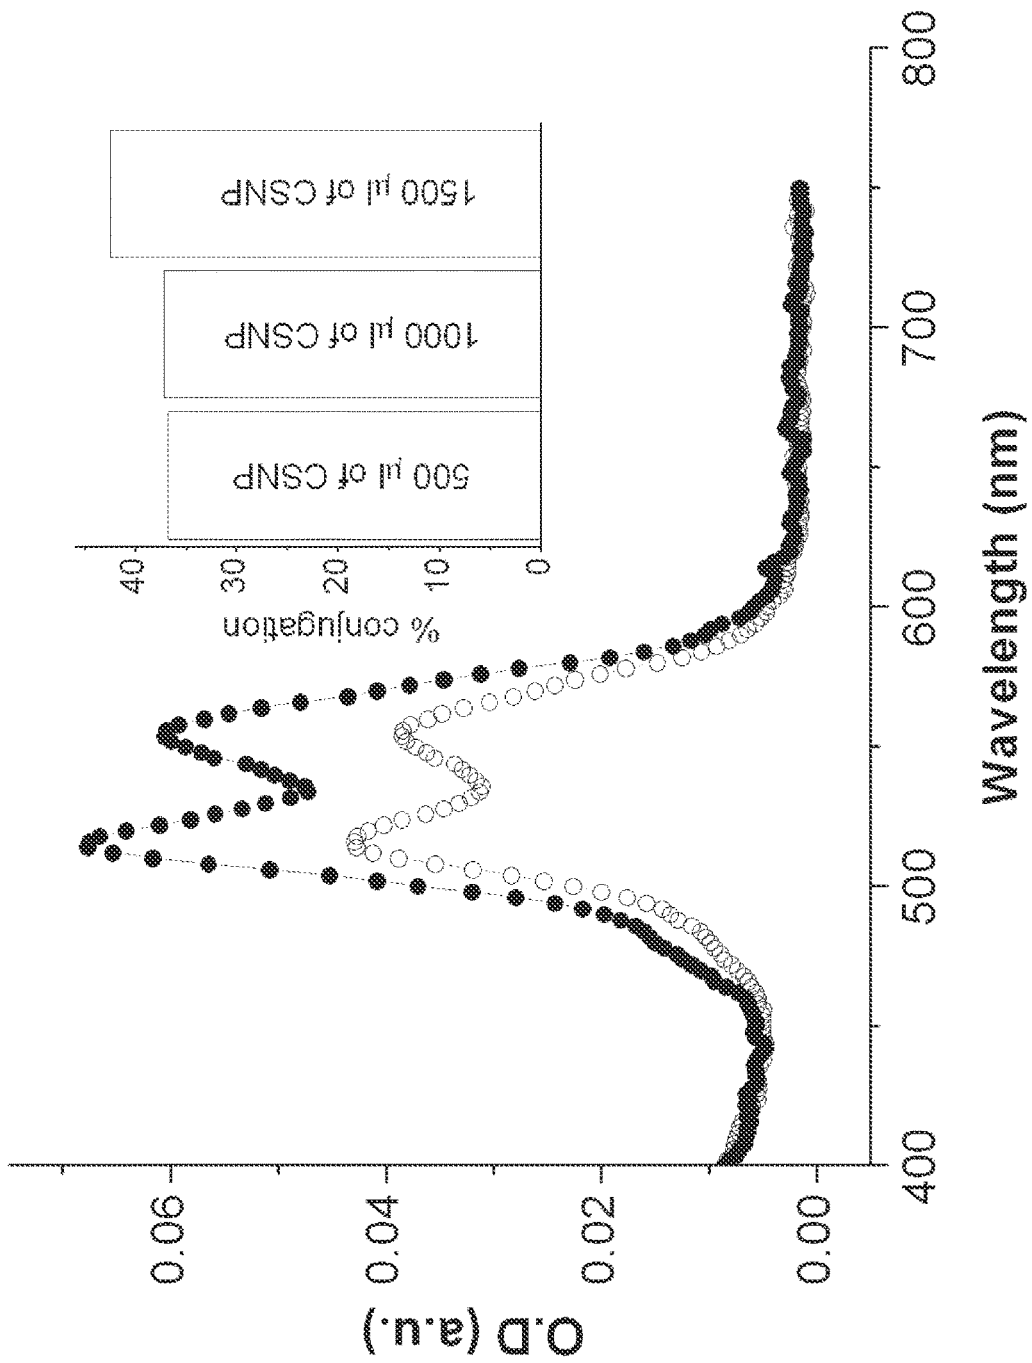 O.D (a.u.)
0.06
0.04
0.02
0.00
400
500
600
700
800
Wavelength (nm)
% conjugation
40
30
20
10
0
500 µl of CSNP
1000 µl of CSNP
1500 µl of CSNP